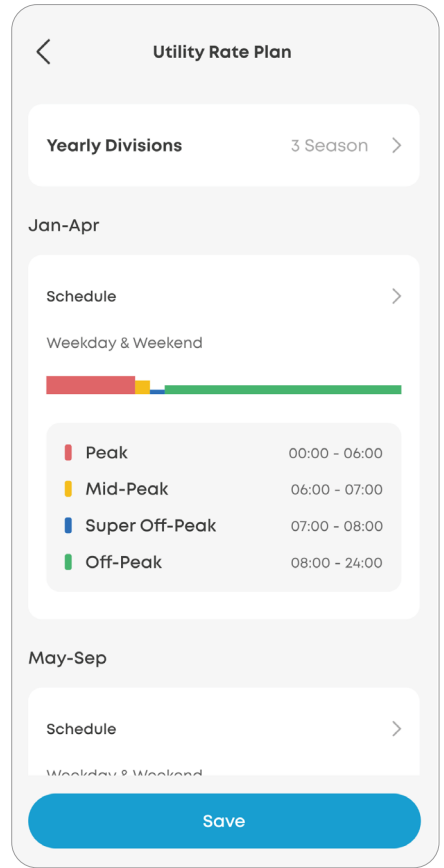 Utility Rate Plan
Yearly Divisions 3 Season
Jan-Apr
Schedule
Weekday & Weekend
Peak 00:00 - 06:00
Mid-Peak 06:00 - 07:00
Super Off-Peak 07:00 - 08:00
Off-Peak 08:00 - 24:00
May-Sep
Schedule
Weekday & Weekend
Save